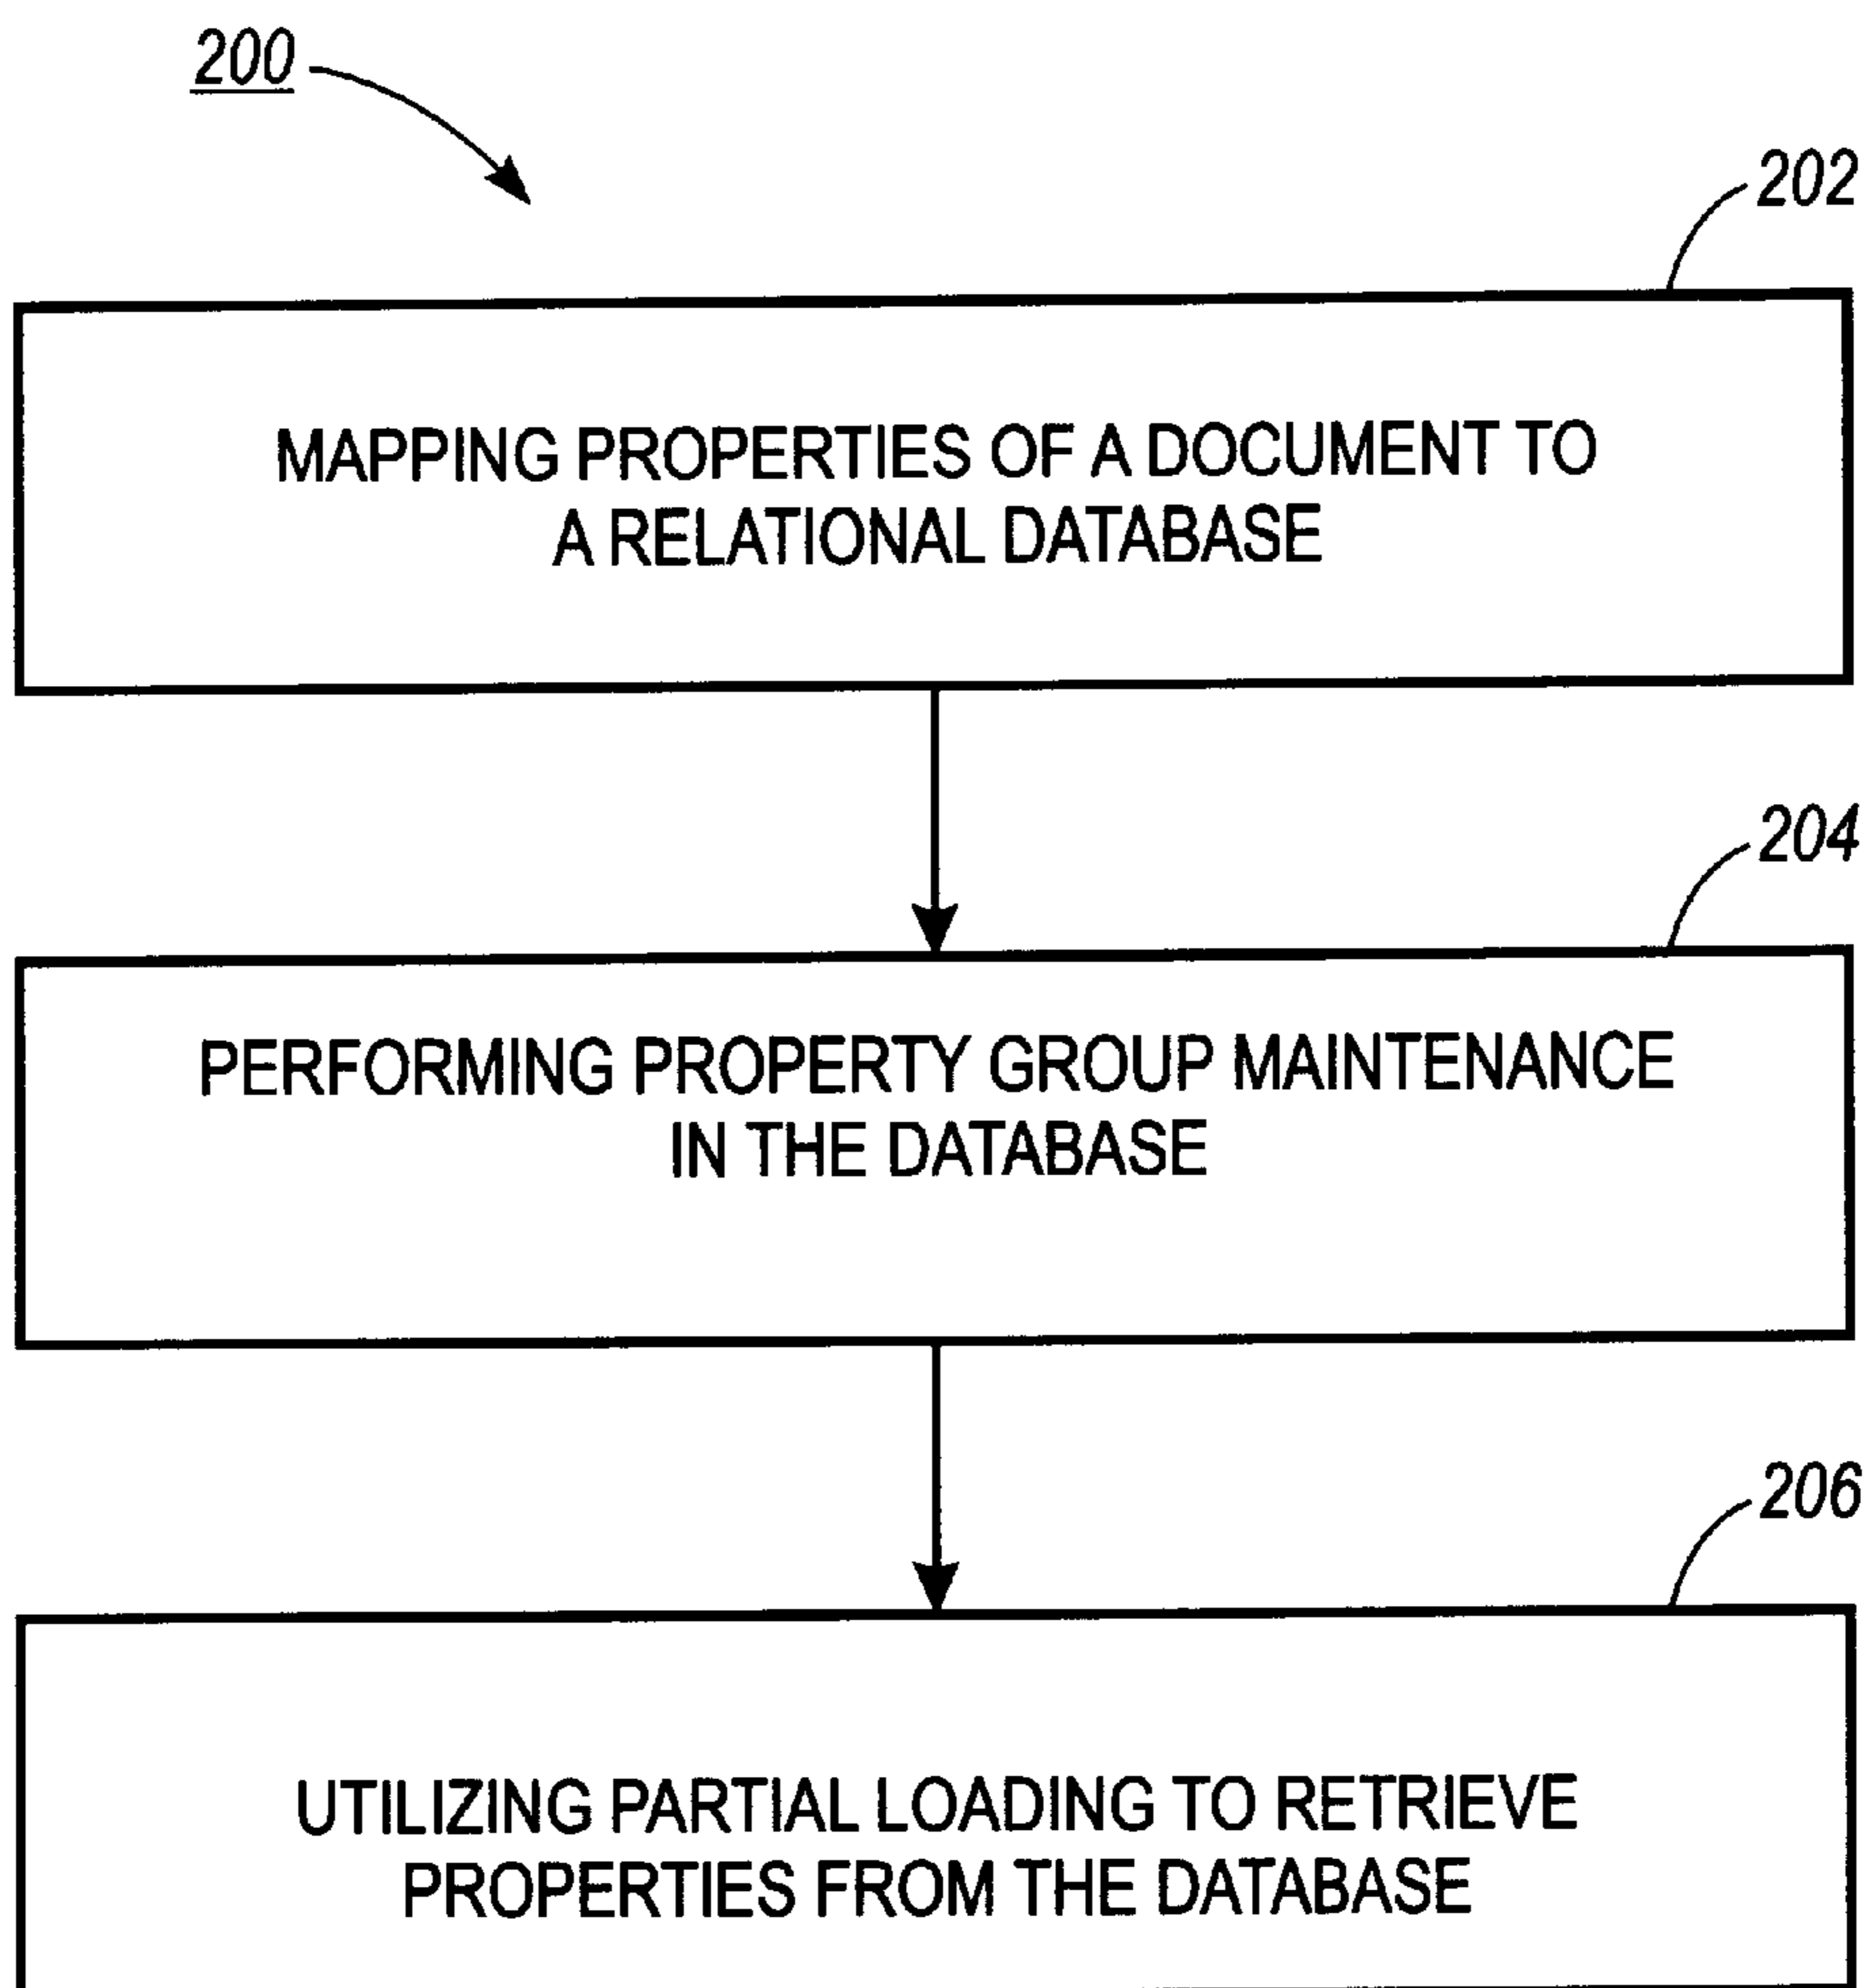 200
202
MAPPING PROPERTIES OF A DOCUMENT TO
A RELATIONAL DATABASE
204
PERFORMING PROPERTY GROUP MAINTENANCE
IN THE DATABASE
206
UTILIZING PARTIAL LOADING TO RETRIEVE
PROPERTIES FROM THE DATABASE